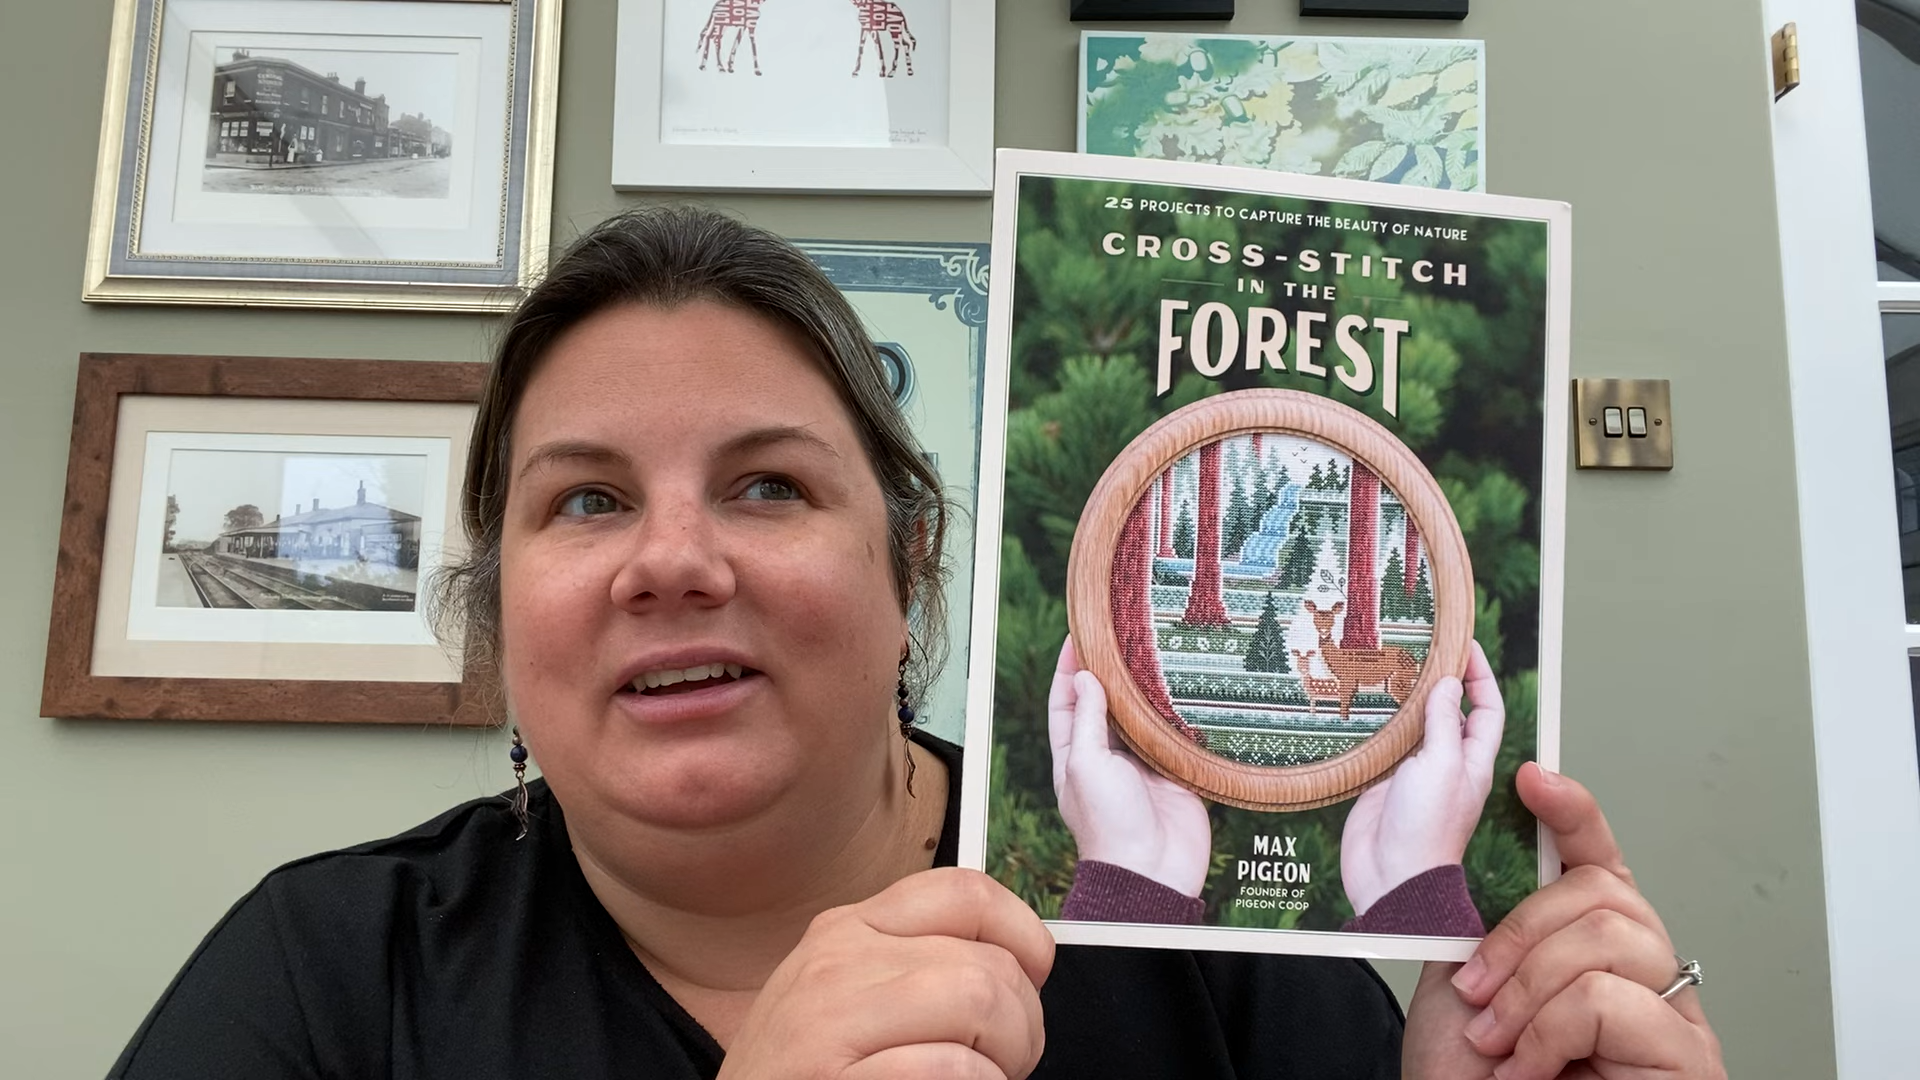 25 PROJECTS TO CAPTURE THE BEAUTY OF NATURE
CROSS-STITCH
IN THE
FOREST
MAX
PIGEON
FOUNDER OF
PIGEON COOP